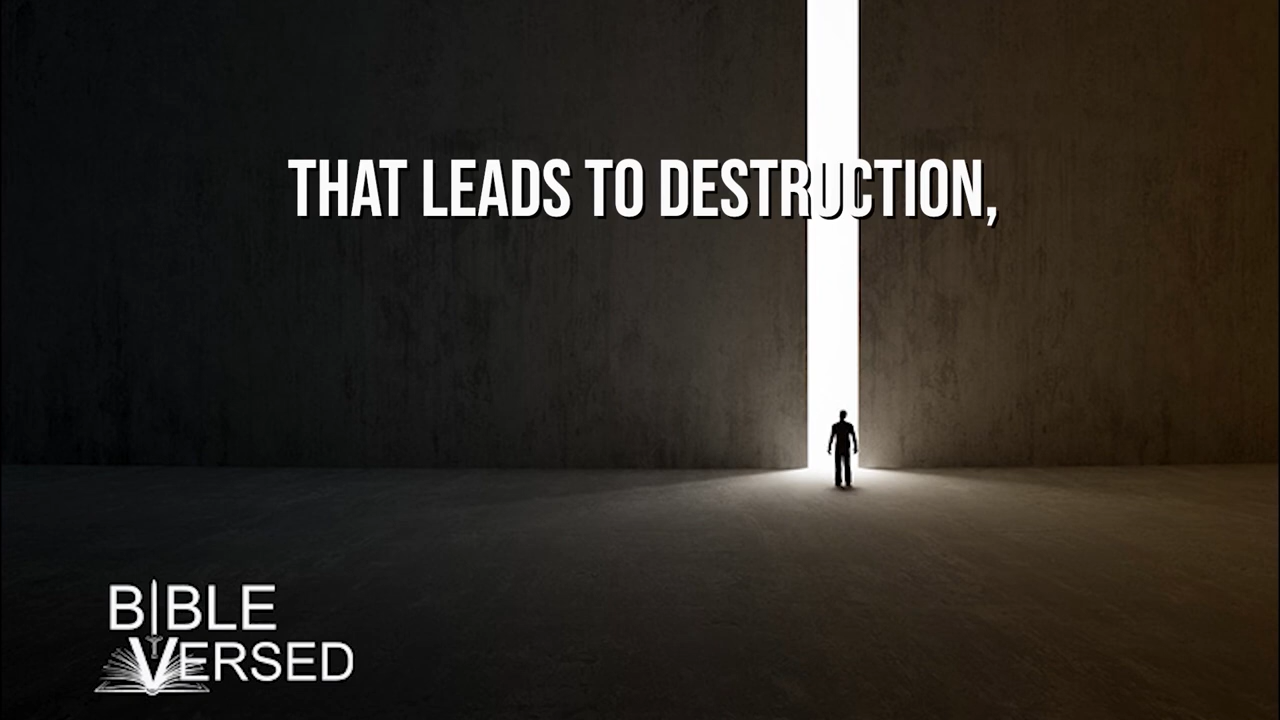 THAT LEADS TO DESTRUCTION,
BIBLE
VERSED